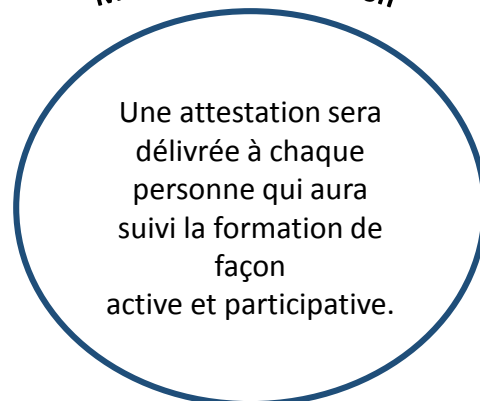 Une attestation sera
délivrée à chaque
personne qui aura
suivi la formation de
façon
active et participative.